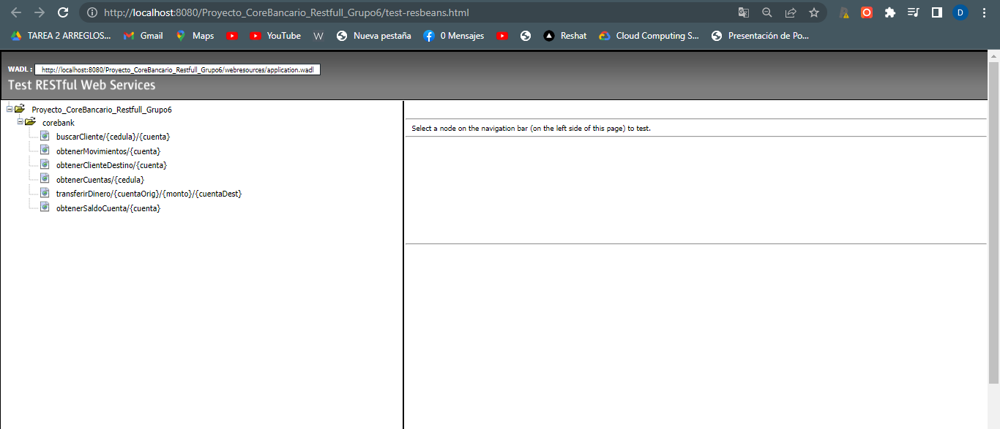 http://localhost:8080/Proyecto_CoreBancario_Restfull_Grupo6/test-resbeans.html
D
TAREA 2 ARREGLOS... Gmail Maps YouTube W Nueva pestaña 0 Mensajes Reshat Cloud Computing S... Presentación de Po...
WADL : http://localhost:8080/Proyecto_CoreBancario_Restfull_Grupo6/webresources/application.wadl
Test RESTful Web Services
Proyecto_CoreBancario_Restfull_Grupo6
corebank
buscarCliente/{cedula}/{cuenta}
obtenerMovimientos/{cuenta}
obtenerClienteDestino/{cuenta}
obtenerCuentas/{cedula}
transferirDinero/{cuentaOrig}/{monto}/{cuentaDest}
obtenerSaldoCuenta/{cuenta}
Select a node on the navigation bar (on the left side of this page) to test.